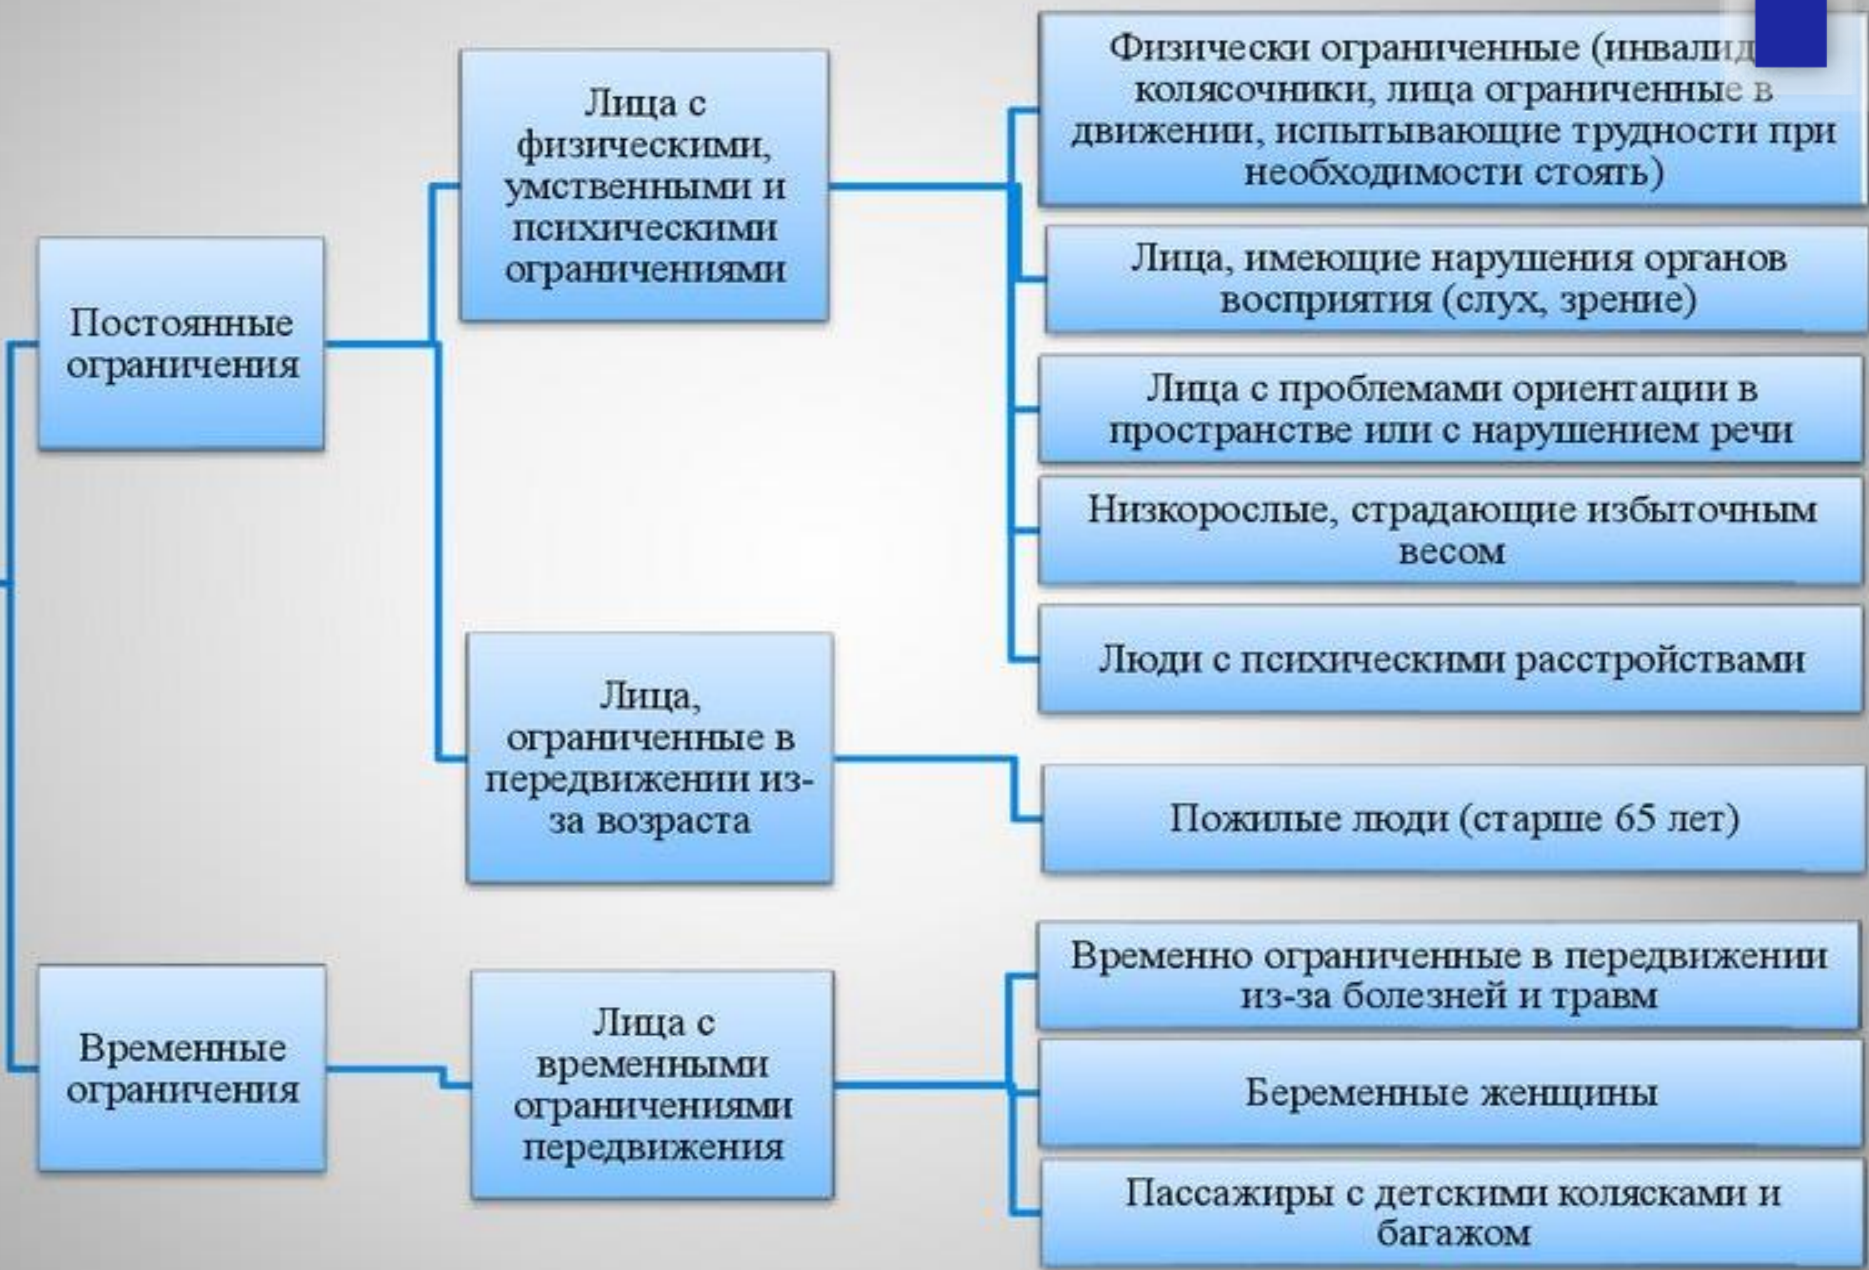 Постоянные
ограничения
Лица с
физическими,
умственными и
психическими
ограничениями
Физически ограниченные
колясочники, лица ограниченные в
движении, испытывающие трудности при
необходимости стоять)
Лица, имеющие нарушения органов
восприятия (слух, зрение)
Лица с проблемами ориентации в
пространстве или с нарушением речи
Низкорослые, страдающие избыточным
весом
Люди с психическими расстройствами
Лица,
ограниченные в
передвижении из-
за возраста
Пожилые люди (старше 65 лет)
Временные
ограничения
Лица с
временными
ограничениями
передвижения
Временно ограниченные в передвижении
из-за болезней и травм
Беременные женщины
Пассажиры с детскими колясками и
багажом